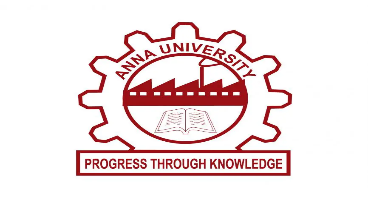 ANNA UNIVERSITY
PROGRESS THROUGH KNOWLEDGE